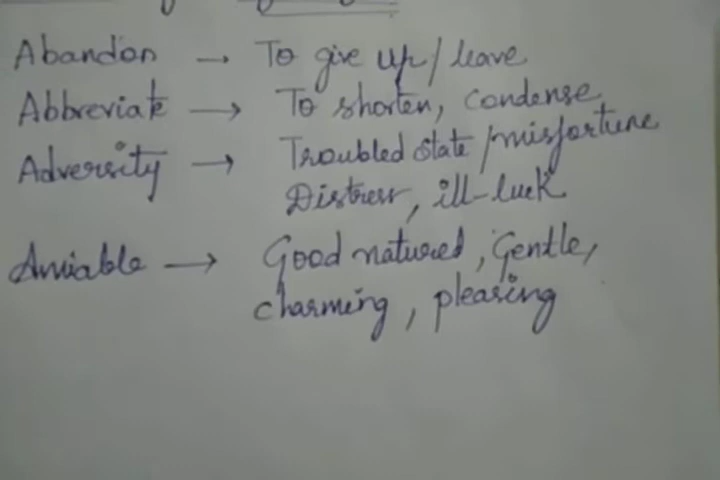 Abandon → To give up / leave
Abbreviate → To shorten, condense
Adversity → Troubled state / misfortune
Distress, ill-luck
Amiable → Good natured, Gentle,
charming, pleasing